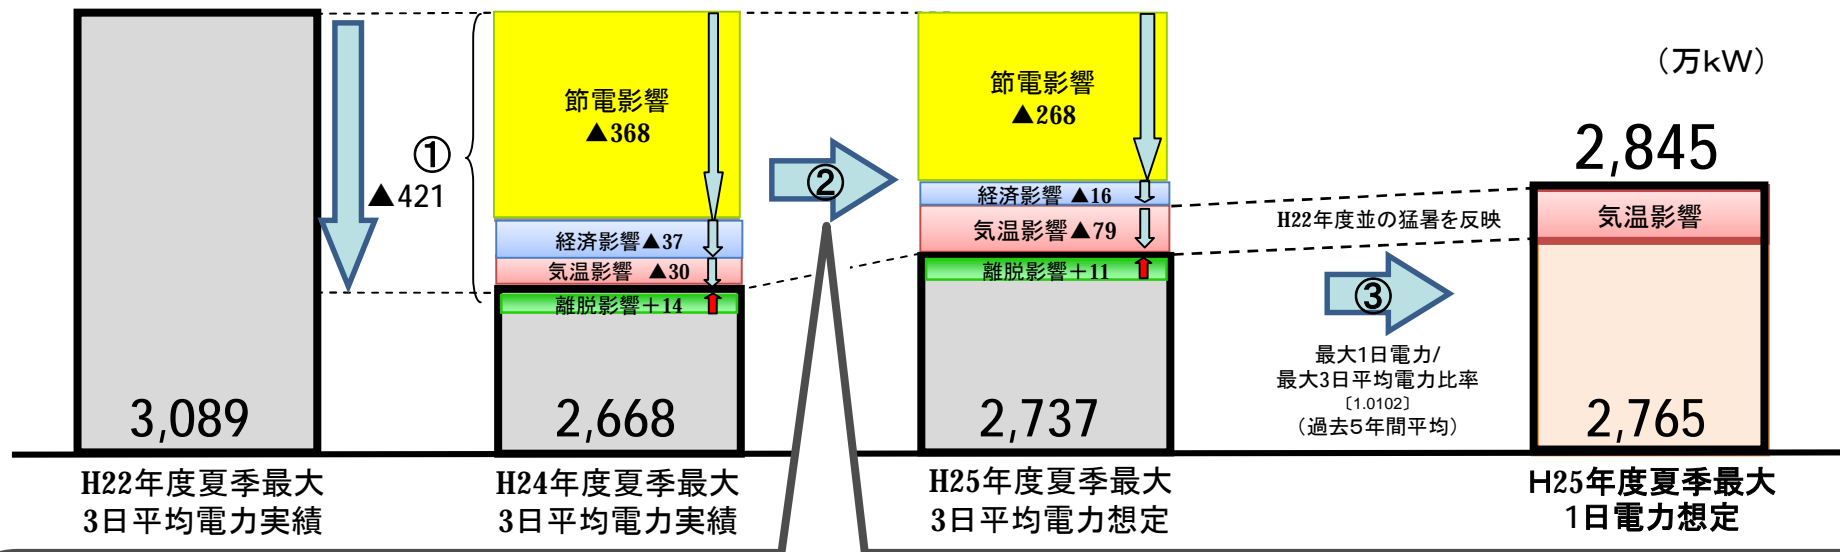 (万kW)
①
▲421
3,089
H22年度夏季最大
3日平均電力実績
節電影響
▲368
経済影響▲37
気温影響 ▲30
離脱影響+14
2,668
H24年度夏季最大
3日平均電力実績
②
節電影響
▲268
経済影響 ▲16
気温影響▲79
離脱影響+11
2,737
H25年度夏季最大
3日平均電力想定
H22年度並の猛暑を反映
③
最大1日電力/
最大3日平均電力比率
〔1.0102〕
(過去5年間平均)
2,845
気温影響
2,765
H25年度夏季最大
1日電力想定